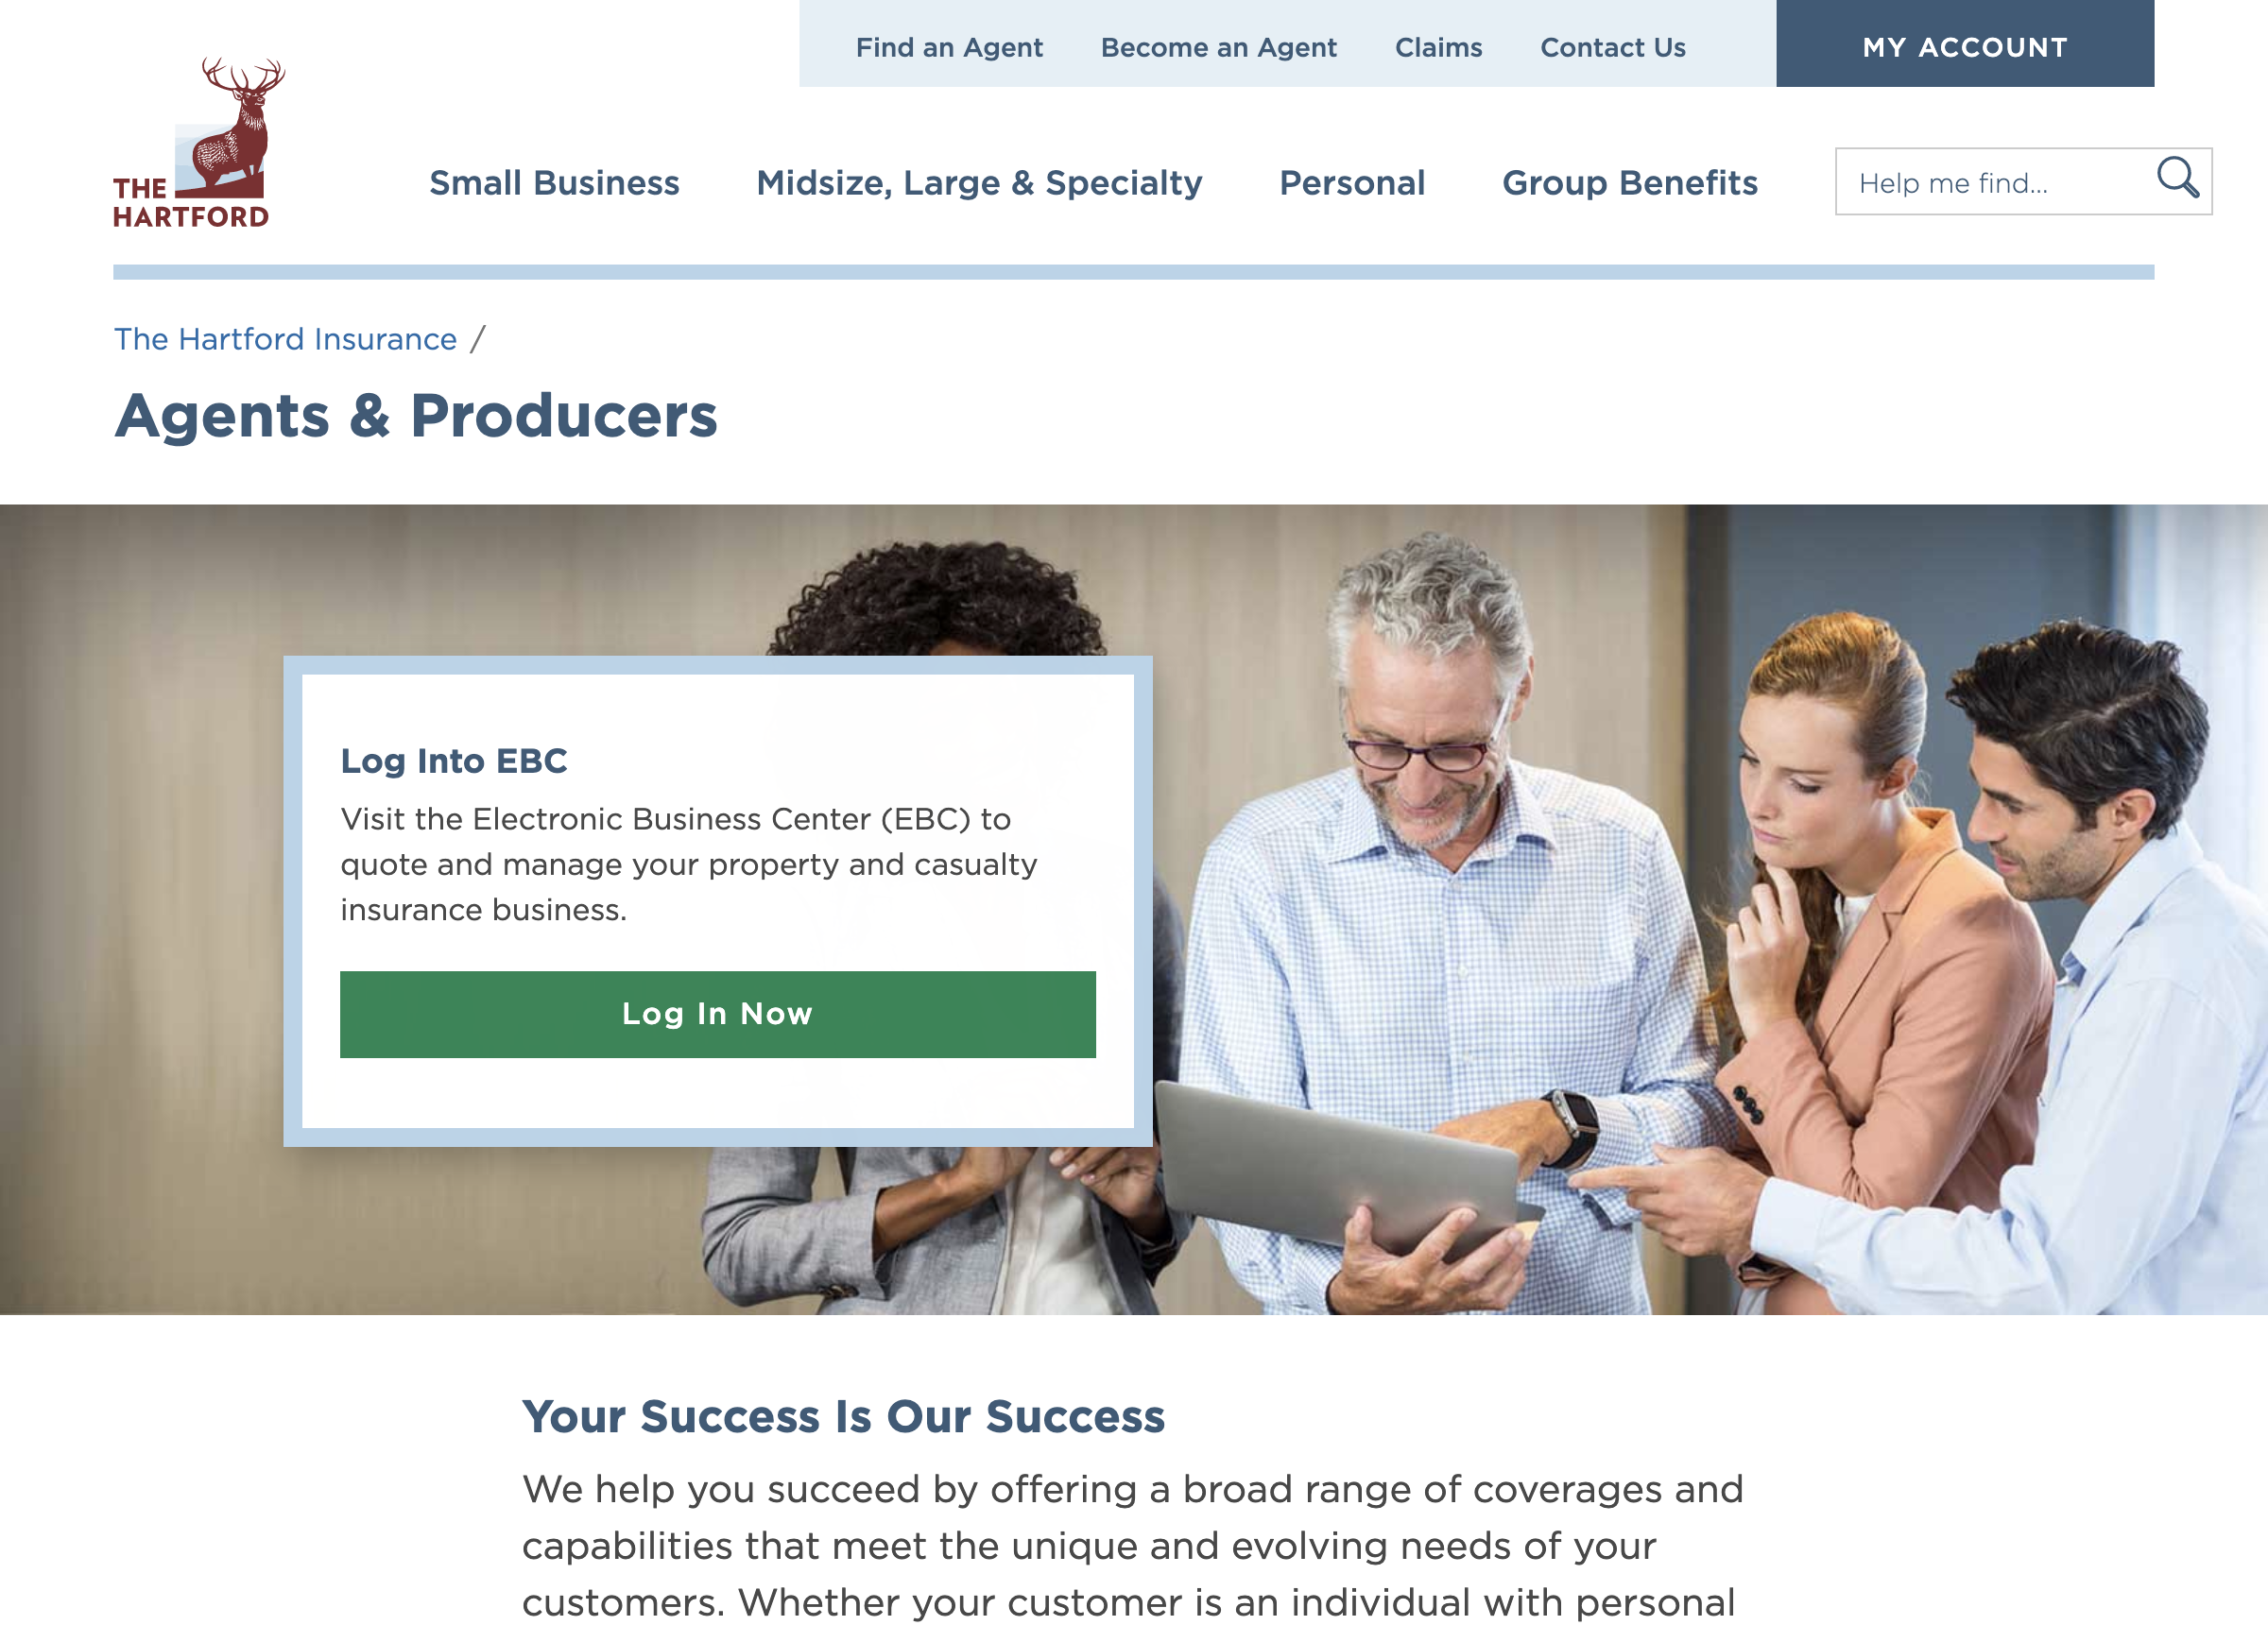 Find an Agent Become an Agent Claims Contact Us MY ACCOUNT
THE
HARTFORD
Small Business Midsize, Large & Specialty Personal Group Benefits Help me find...
The Hartford Insurance /
Agents & Producers
Log Into EBC
Visit the Electronic Business Center (EBC) to
quote and manage your property and casualty
insurance business.
Log In Now
Your Success Is Our Success
We help you succeed by offering a broad range of coverages and
capabilities that meet the unique and evolving needs of your
customers. Whether your customer is an individual with personal